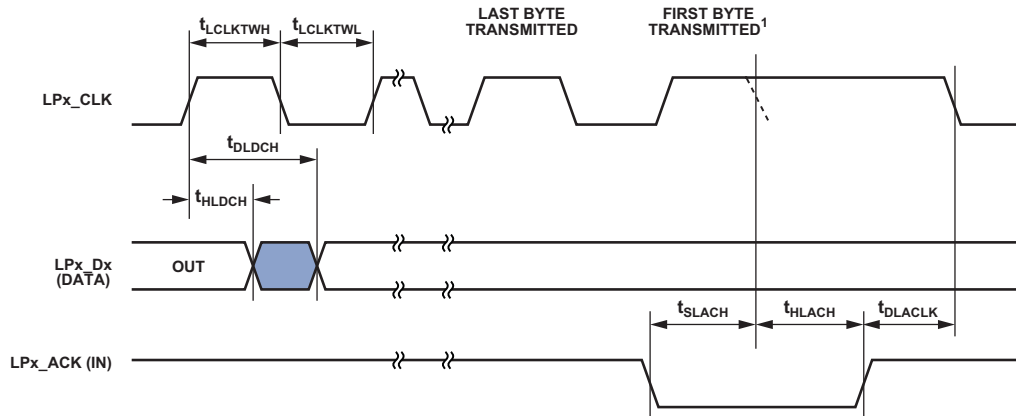 LAST BYTE
TRANSMITTED
FIRST BYTE
TRANSMITTED1
tLCLKTWH
tLCLKTWL
LPx_CLK
tDLDCH
tHLDCH
LPx_Dx
(DATA)
OUT
tSLACH
tHLACH
tDLACLK
LPx_ACK (IN)